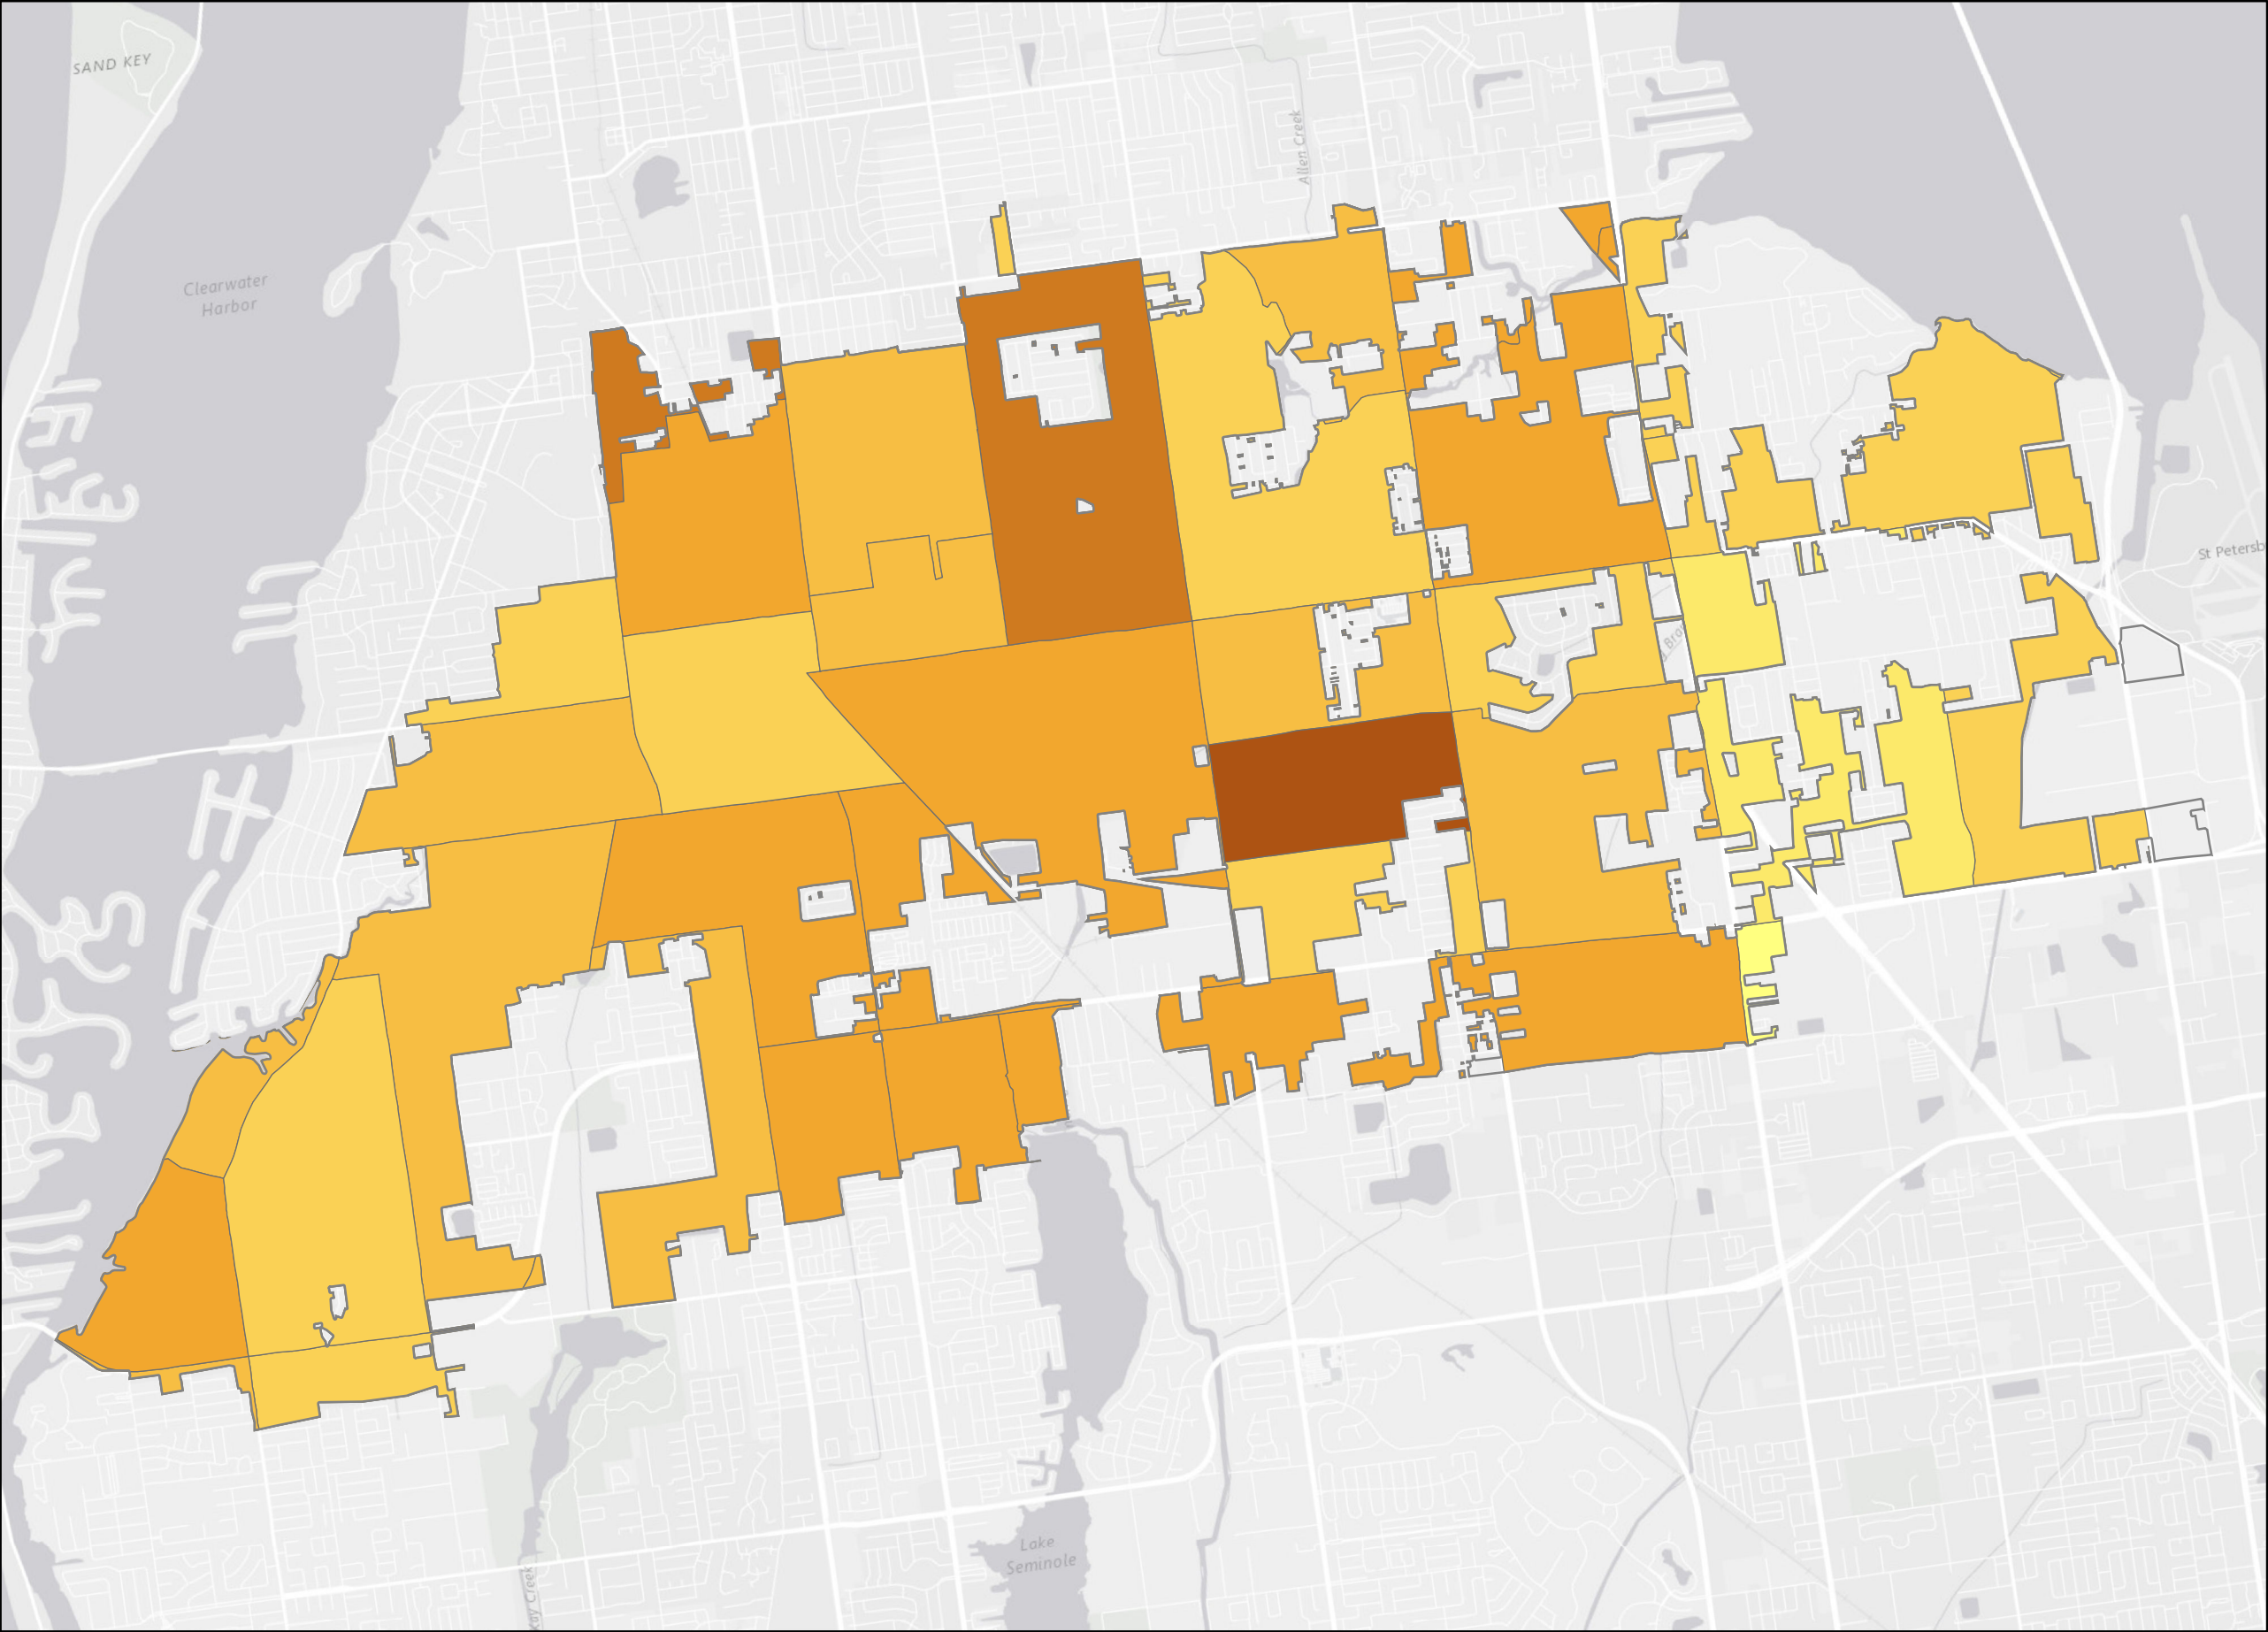 SAND KEY
Allen Creek
Clearwater
Harbor
St Petersb
Lake
Seminole